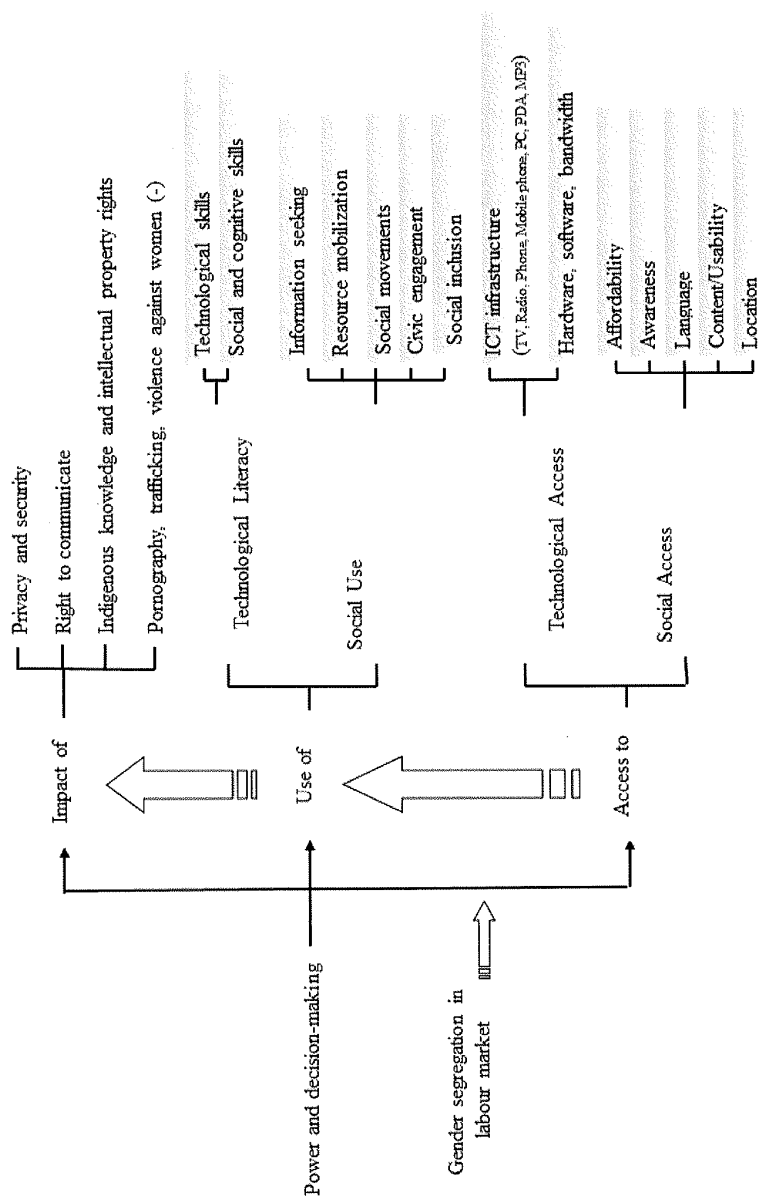 Power and decision-making
Gender segregation in
labour market
Impact of
Use of
Access to
Privacy and security
Right to communicate
Indigenous knowledge and intellectual property rights
Pornography, trafficking, violence against women (-)
Technological Literacy
Social Use
Technological Access
Social Access
Technological skills
Social and cognitive skills
Information seeking
Resource mobilization
Social movements
Civic engagement
Social inclusion
ICT infrastructure
(TV, Radio, Phone, Mobile phone, PC, PDA, MP3)
Hardware, software, bandwidth
Affordability
Awareness
Language
Content/Usability
Location